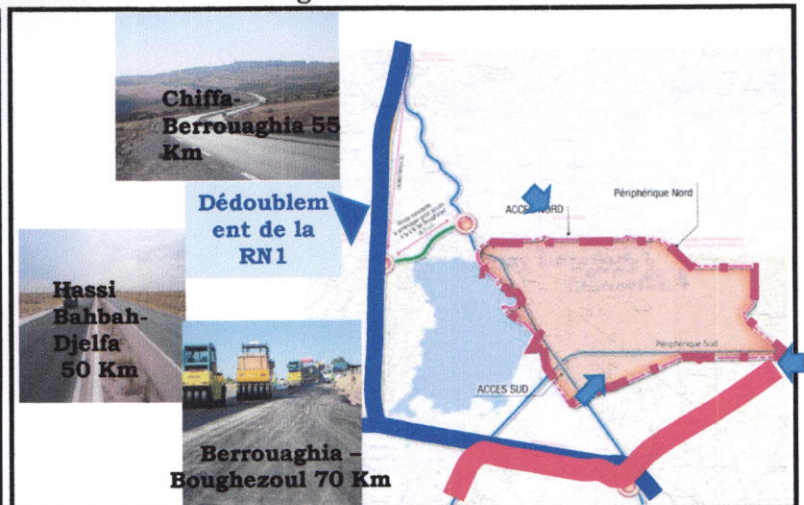 Chiffa-
Berrouaghia 55
Km
Dédoublem
ent de la
RN1
Hassi
Bahbah-
Djelfa
50 Km
Berrouaghia –
Boughezoul 70 Km
ACCES NORD
Périphérique Nord
Périphérique Sud
ACCES SUD